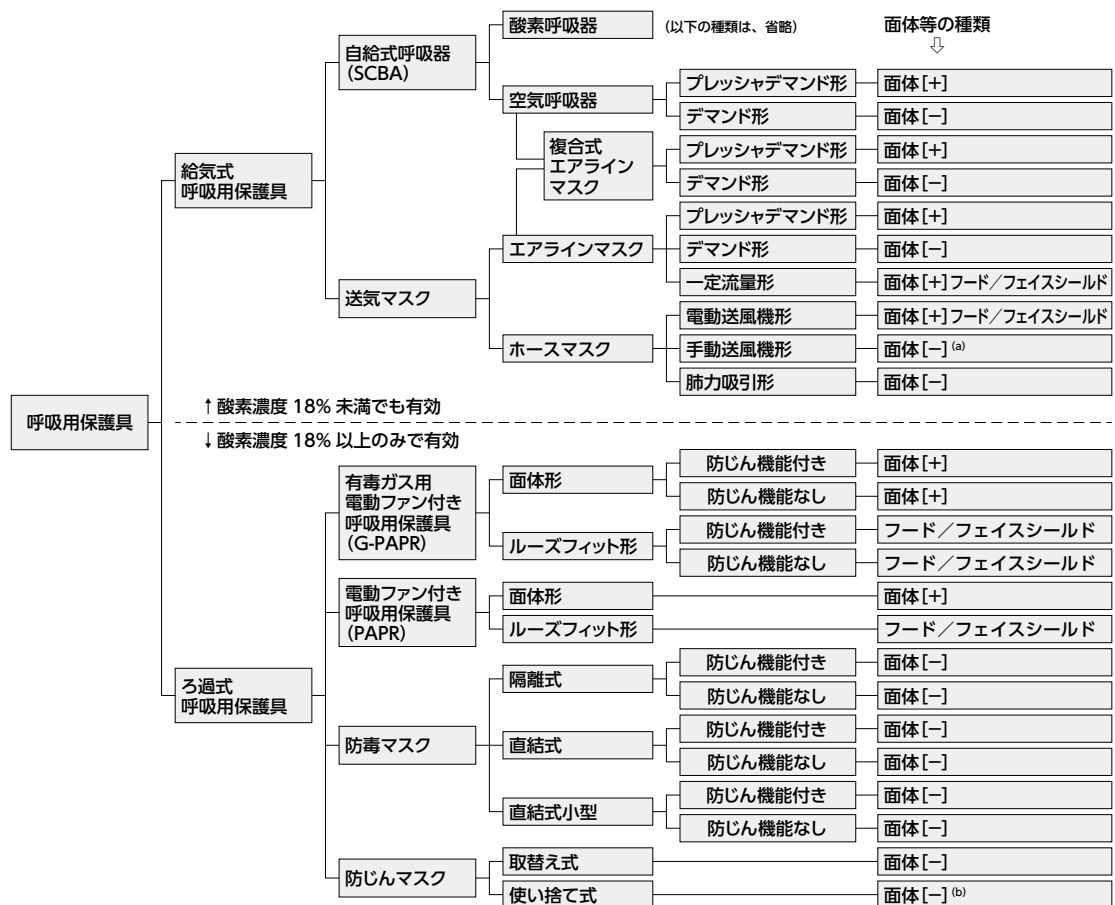 酸素呼吸器
(以下の種類は、省略)
面体等の種類
⇩
自給式呼吸器
(SCBA)
プレッシャデマンド形
面体[+]
空気呼吸器
デマンド形
面体[−]
複合式
エアライン
マスク
プレッシャデマンド形
面体[+]
デマンド形
面体[−]
給気式
呼吸用保護具
プレッシャデマンド形
面体[+]
エアラインマスク
デマンド形
面体[−]
一定流量形
面体[+]フード/フェイスシールド
送気マスク
電動送風機形
面体[+]フード/フェイスシールド
ホースマスク
手動送風機形
面体[−](a)
肺力吸引形
面体[−]
呼吸用保護具
↑酸素濃度 18% 未満でも有効
↓酸素濃度 18% 以上のみで有効
有毒ガス用
電動ファン付き
呼吸用保護具
(G-PAPR)
面体形
防じん機能付き
面体[+]
防じん機能なし
面体[+]
ルーズフィット形
防じん機能付き
フード/フェイスシールド
防じん機能なし
フード/フェイスシールド
電動ファン付き
呼吸用保護具
(PAPR)
面体形
面体[+]
ルーズフィット形
フード/フェイスシールド
ろ過式
呼吸用保護具
隔離式
防じん機能付き
面体[−]
防じん機能なし
面体[−]
防毒マスク
直結式
防じん機能付き
面体[−]
防じん機能なし
面体[−]
直結式小型
防じん機能付き
面体[−]
防じん機能なし
面体[−]
防じんマスク
取替え式
面体[−]
使い捨て式
面体[−](b)